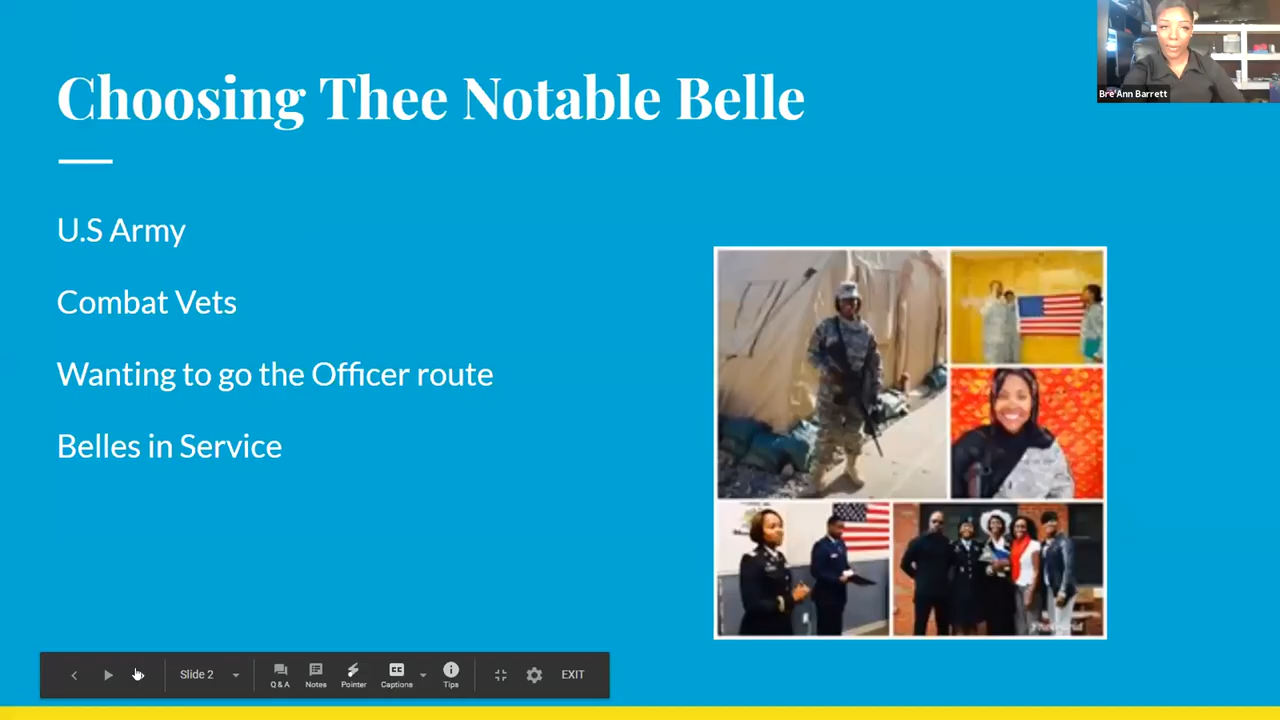 Choosing Thee Notable Belle
Bre'Ann Barrett
U.S Army
Combat Vets
Wanting to go the Officer route
Belles in Service
Slide 2
Q & A
Notes
Pointer
CC
Captions
Tips
EXIT